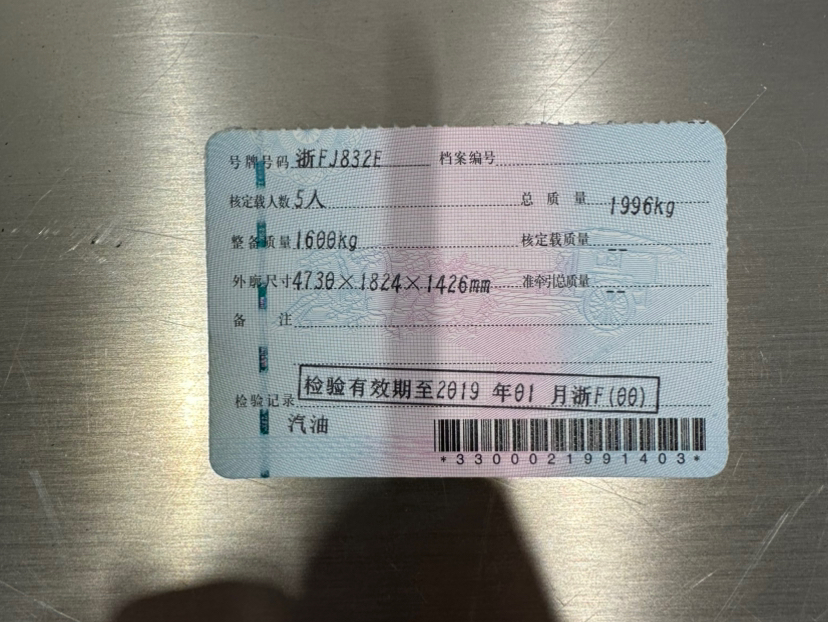 号牌号码 浙FJ832E 档案编号
核定载人数 5人 总质量 1996kg
整备质量 1600kg 核定载质量 --
外廓尺寸 4730×1824×1426mm 准牵引总质量 --
备注
检验记录 检验有效期至2019年01月浙F(00)
汽油
*3300021991403*